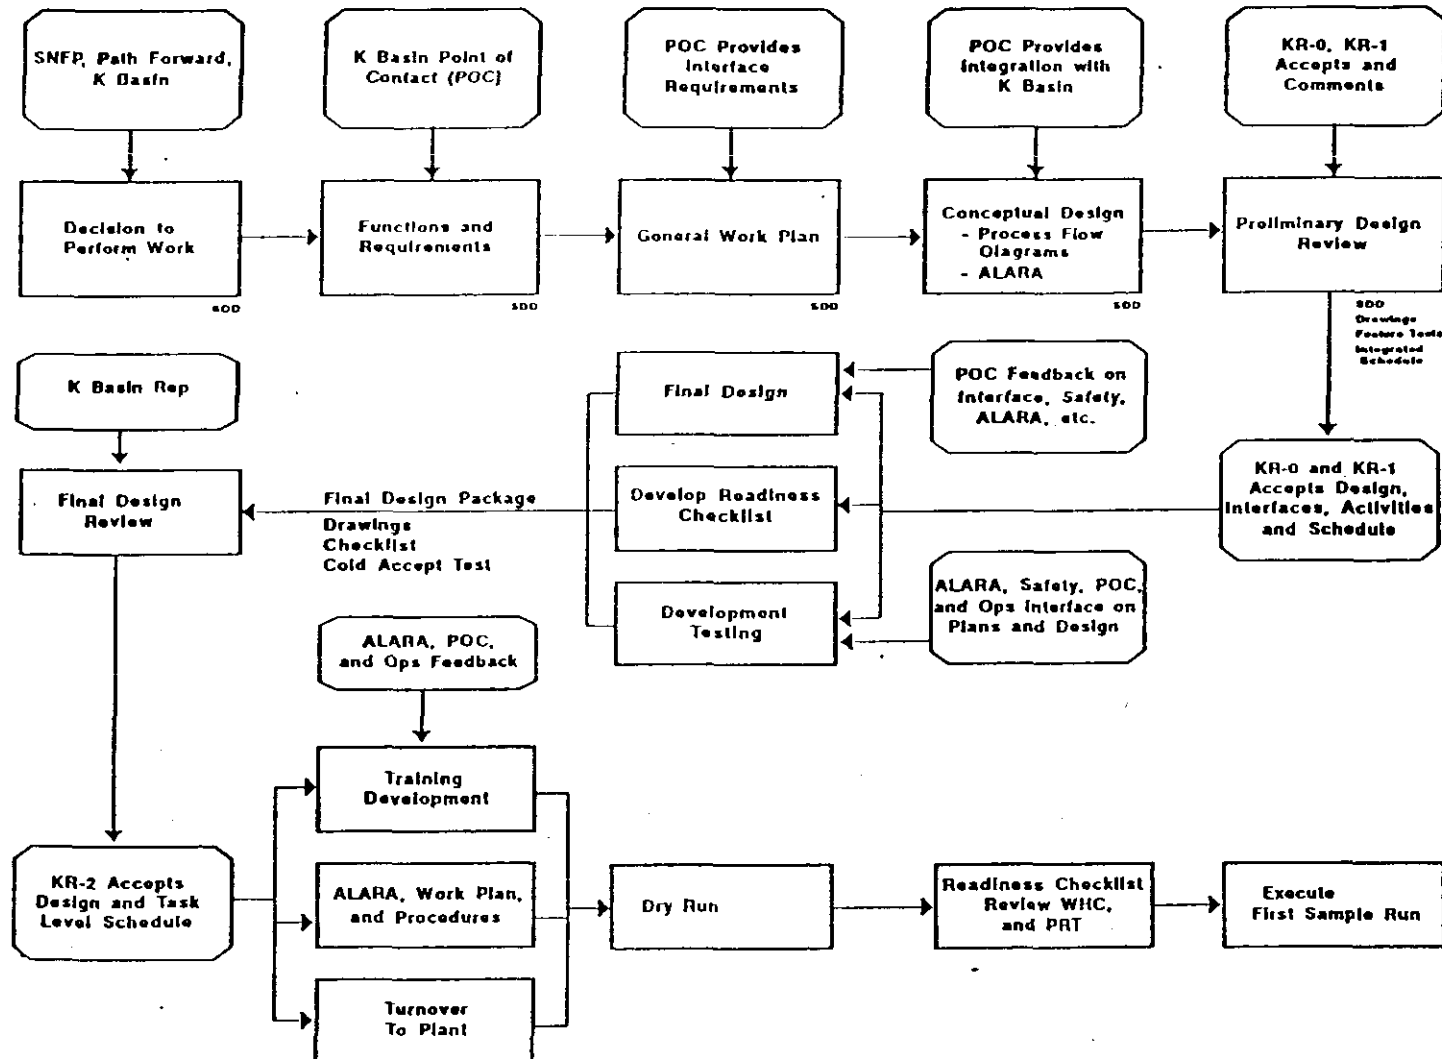 SNFP, Path Forward,
K Basin
K Basin Point of
Contact (POC)
POC Provides
Interface
Requirements
POC Provides
Integration with
K Basin
KR-0, KR-1
Accepts and
Comments
Decision to
Perform Work
SDD
Functions and
Requirements
SDD
General Work Plan
SDD
Conceptual Design
- Process Flow
Diagrams
- ALARA
SDD
Preliminary Design
Review
SDD
Drawings
Feature Tests
Integrated
Schedule
K Basin Rep
Final Design
POC Feedback on
Interface, Safety,
ALARA, etc.
Final Design
Review
Final Design Package
Drawings
Checklist
Cold Accept Test
Develop Readiness
Checklist
KR-0 and KR-1
Accepts Design,
Interfaces, Activities
and Schedule
Development
Testing
ALARA, Safety, POC,
and Ops Interface on
Plans and Design
ALARA, POC,
and Ops Feedback
Training
Development
KR-2 Accepts
Design and Task
Level Schedule
ALARA, Work Plan,
and Procedures
Dry Run
Readiness Checklist
Review WHC,
and PRT
Execute
First Sample Run
Turnover
To Plant